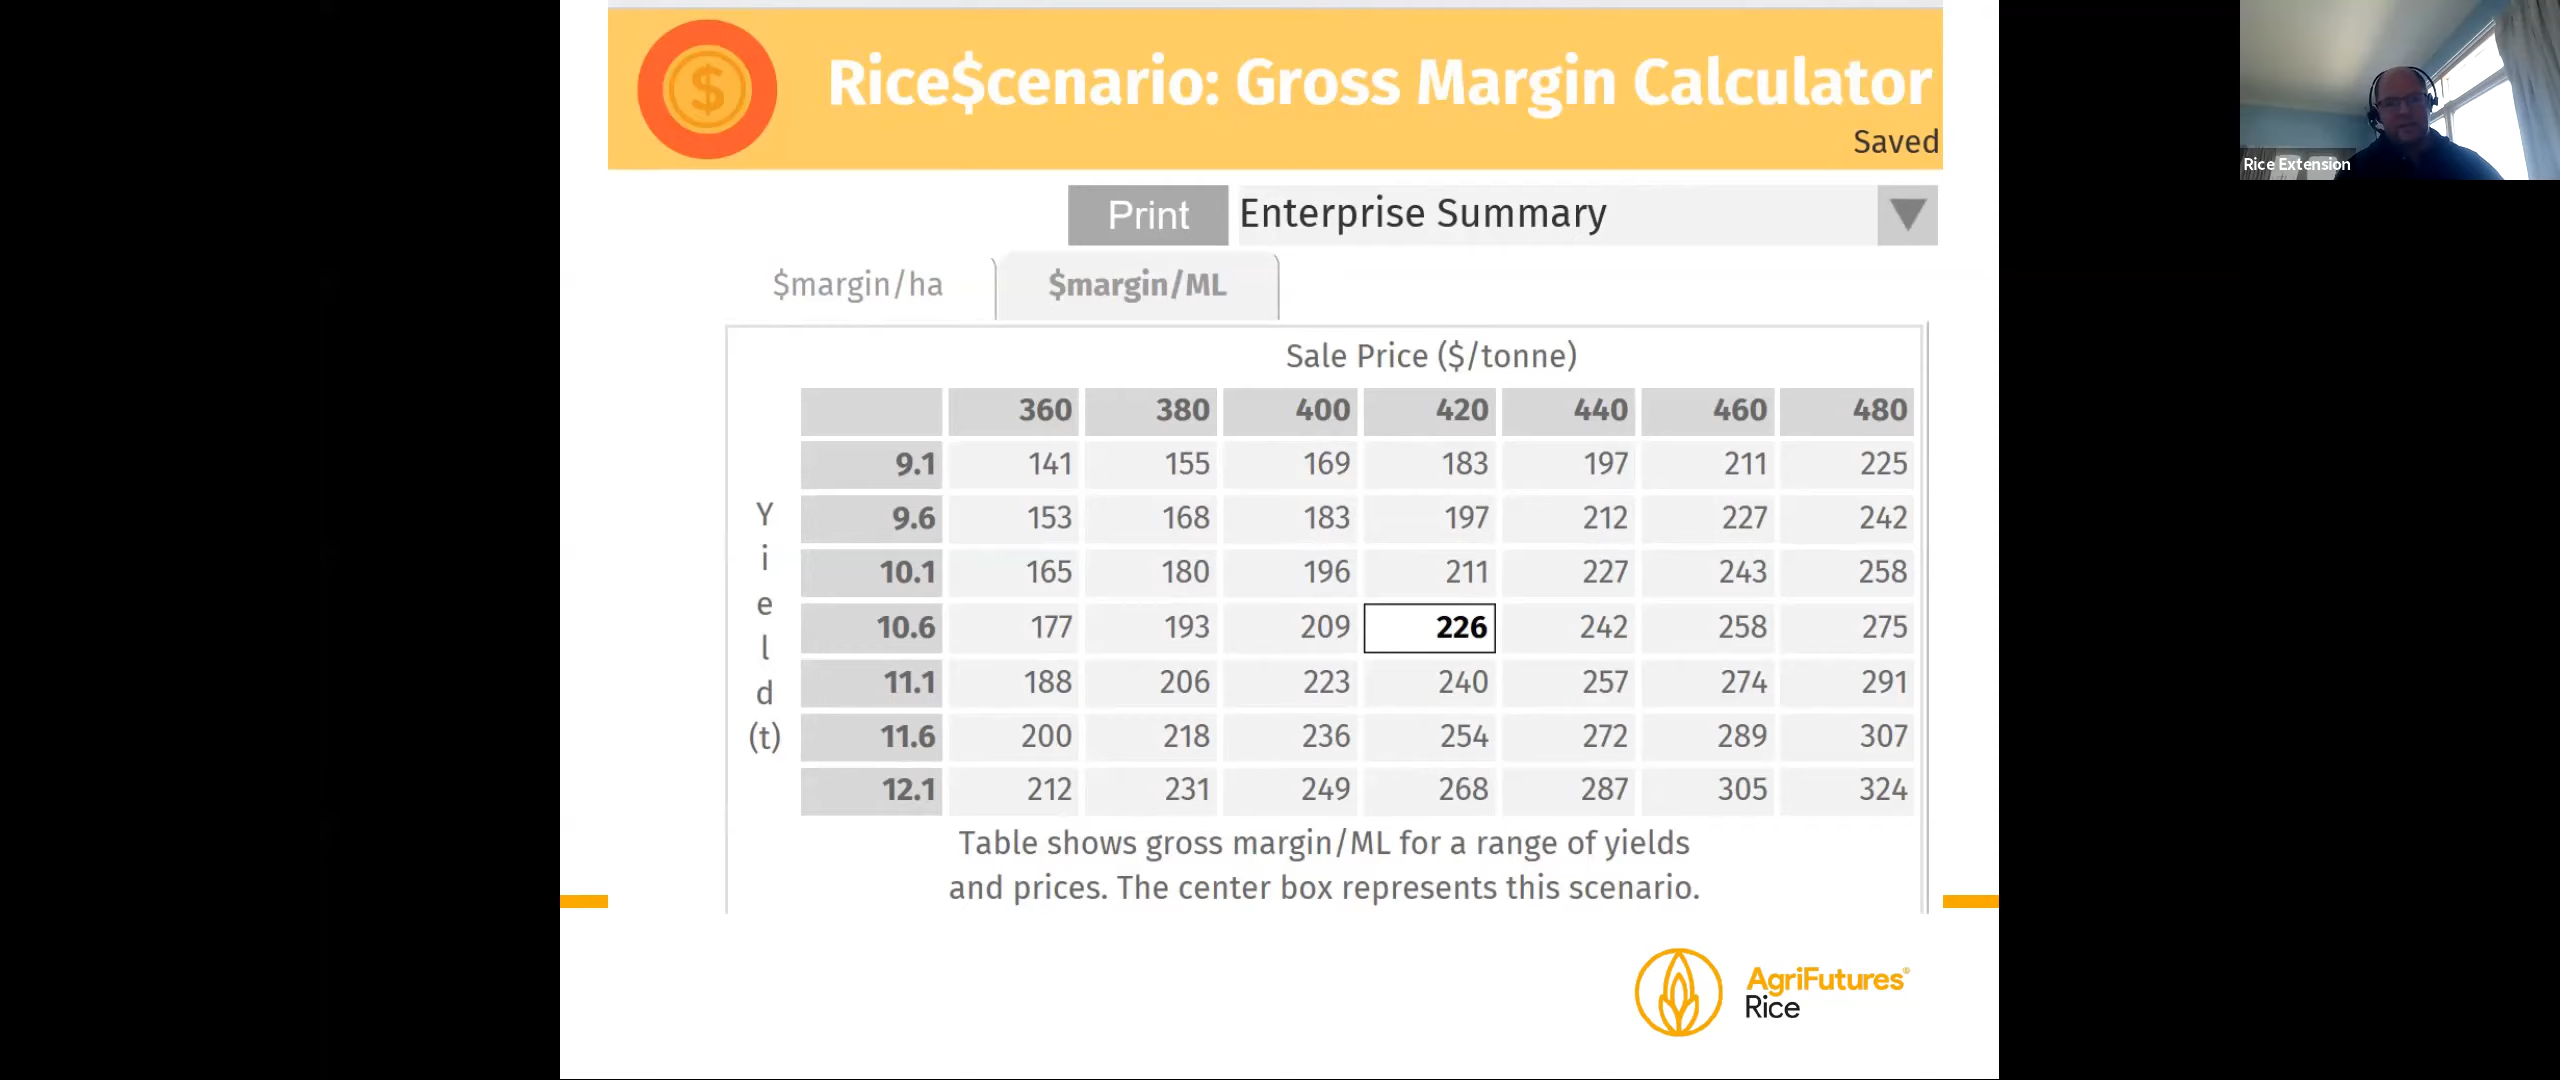 Rice$cenario: Gross Margin Calculator
Saved
Rice Extension
Print Enterprise Summary
$margin/ha $margin/ML
Sale Price ($/tonne)
360 380 400 420 440 460 480
9.1 141 155 169 183 197 211 225
9.6 153 168 183 197 212 227 242
10.1 165 180 196 211 227 243 258
10.6 177 193 209 226 242 258 275
11.1 188 206 223 240 257 274 291
11.6 200 218 236 254 272 289 307
12.1 212 231 249 268 287 305 324
Yield (t)
Table shows gross margin/ML for a range of yields
and prices. The center box represents this scenario.
AgriFutures®
Rice